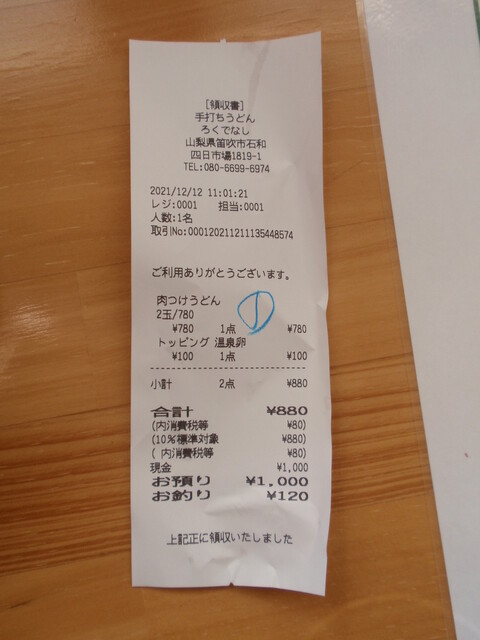 [領収書]
手打ちうどん
ろくでなし
山梨県笛吹市石和
四日市場1819-1
TEL:080-6699-6974
2021/12/12 11:01:21
レジ:0001 担当:0001
人数:1名
取引No:000120211211135448574
ご利用ありがとうございます。
肉つけうどん
2玉/780
¥780 1点 ¥780
トッピング 温泉卵
¥100 1点 ¥100
小計 2点 ¥880
合計 ¥880
(内消費税等 ¥80)
(10%標準対象 ¥880)
( 内消費税等 ¥80)
現金 ¥1,000
お預り ¥1,000
お釣り ¥120
上記正に領収いたしました